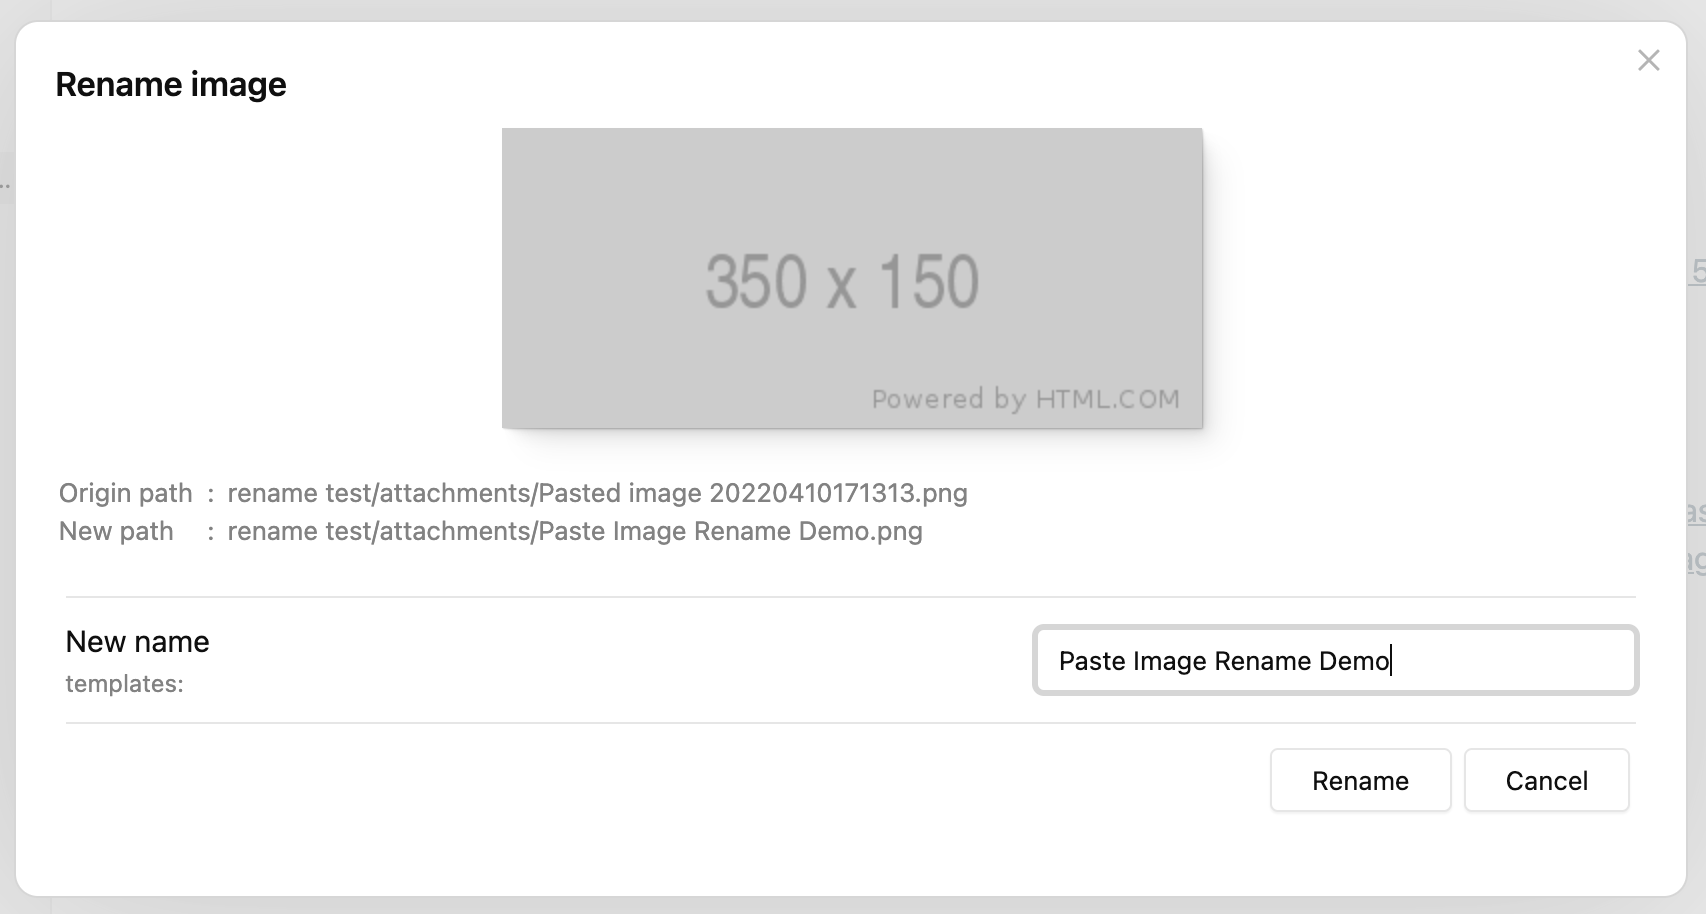 Rename image
350 x 150
Powered by HTML.COM
Origin path : rename test/attachments/Pasted image 20220410171313.png
New path : rename test/attachments/Paste Image Rename Demo.png
New name
Paste Image Rename Demo
templates:
Rename Cancel